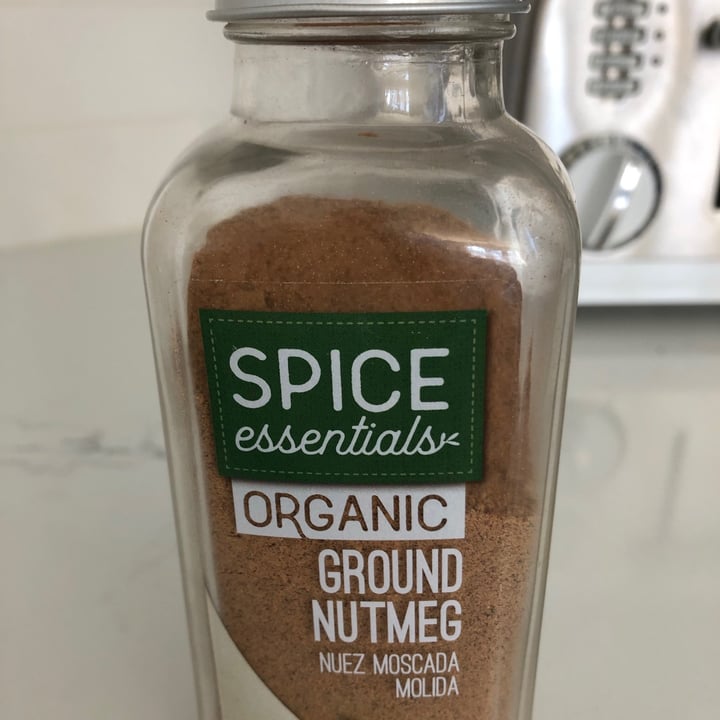 SPICE
essentials
ORGANIC
GROUND
NUTMEG
NUEZ MOSCADA
MOLIDA